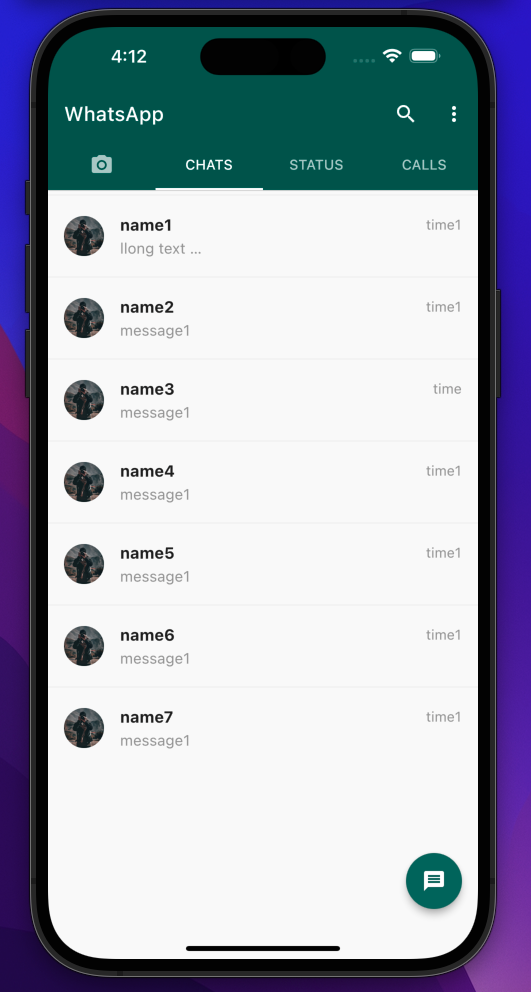 4:12
WhatsApp
CHATS STATUS CALLS
name1 time1
llong text ...
name2 time1
message1
name3 time
message1
name4 time1
message1
name5 time1
message1
name6 time1
message1
name7 time1
message1